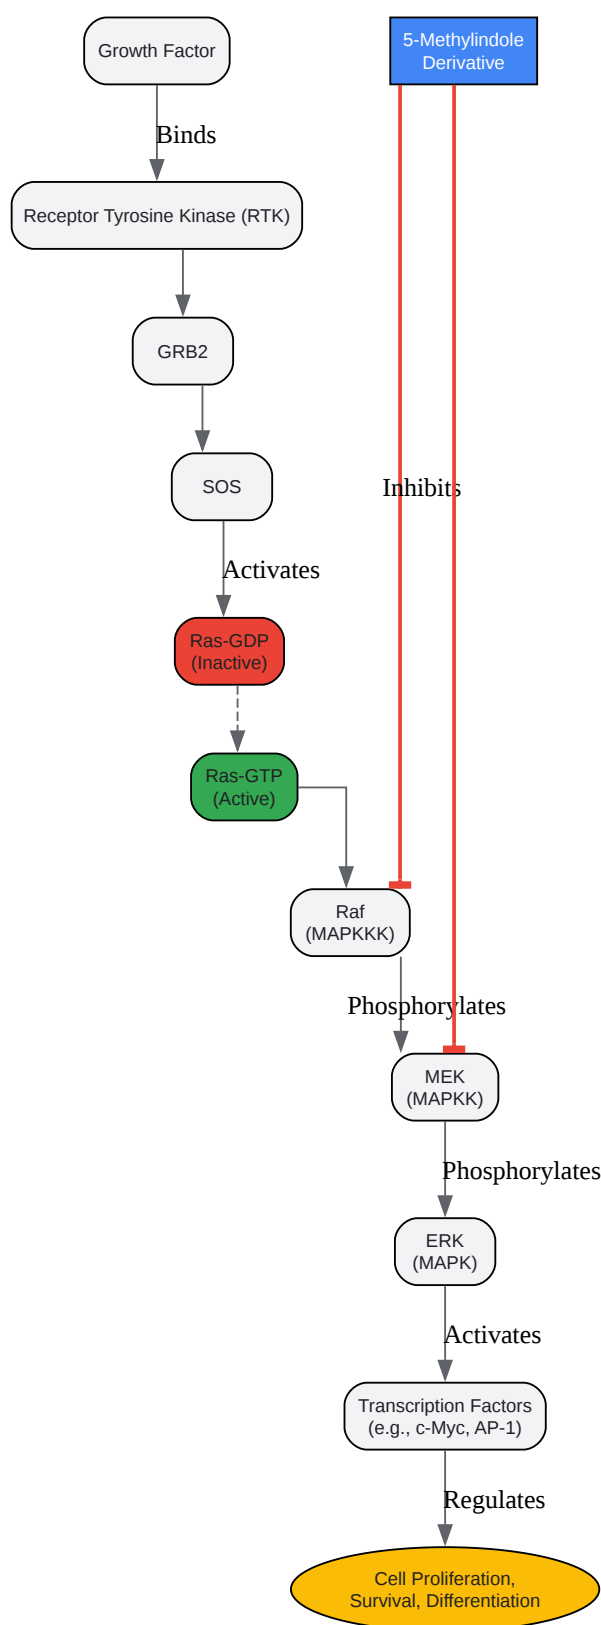 Growth Factor
5-Methylindole
Derivative
Binds
Receptor Tyrosine Kinase (RTK)
GRB2
SOS
Inhibits
Activates
Ras-GDP
(Inactive)
Ras-GTP
(Active)
Raf
(MAPKKK)
Phosphorylates
MEK
(MAPKK)
Phosphorylates
ERK
(MAPK)
Activates
Transcription Factors
(e.g., c-Myc, AP-1)
Regulates
Cell Proliferation,
Survival, Differentiation